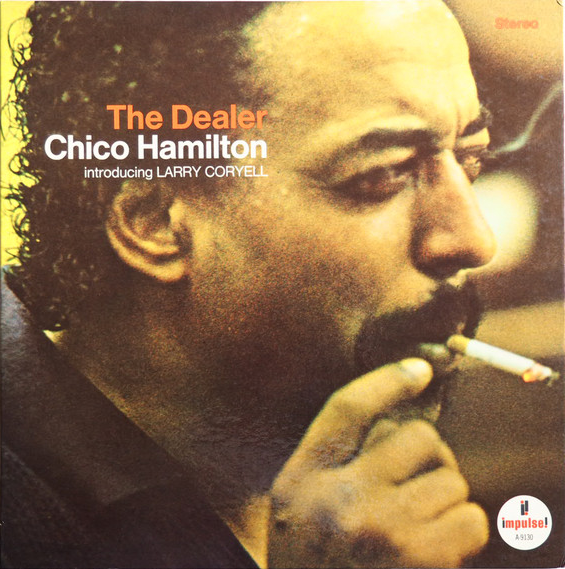 Stereo
The Dealer
Chico Hamilton
introducing LARRY CORYELL
impulse!
A-9130